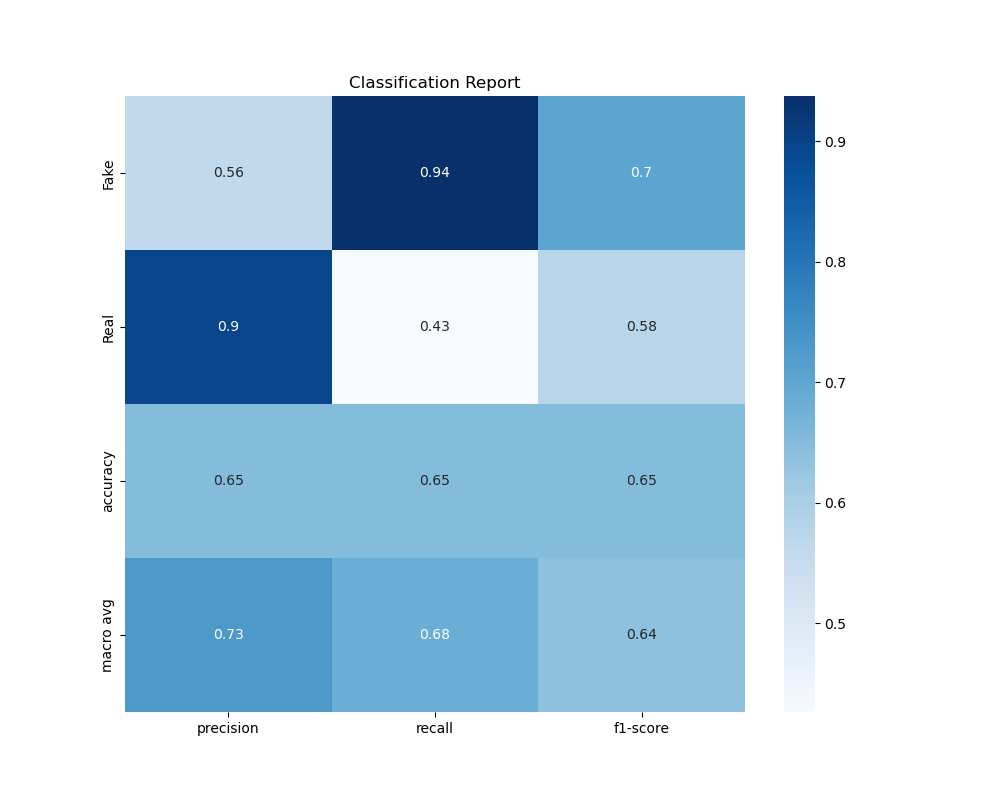 Classification Report
Fake 0.56 0.94 0.7
Real 0.9 0.43 0.58
accuracy 0.65 0.65 0.65
macro avg 0.73 0.68 0.64
precision recall f1-score
0.9
0.8
0.7
0.6
0.5